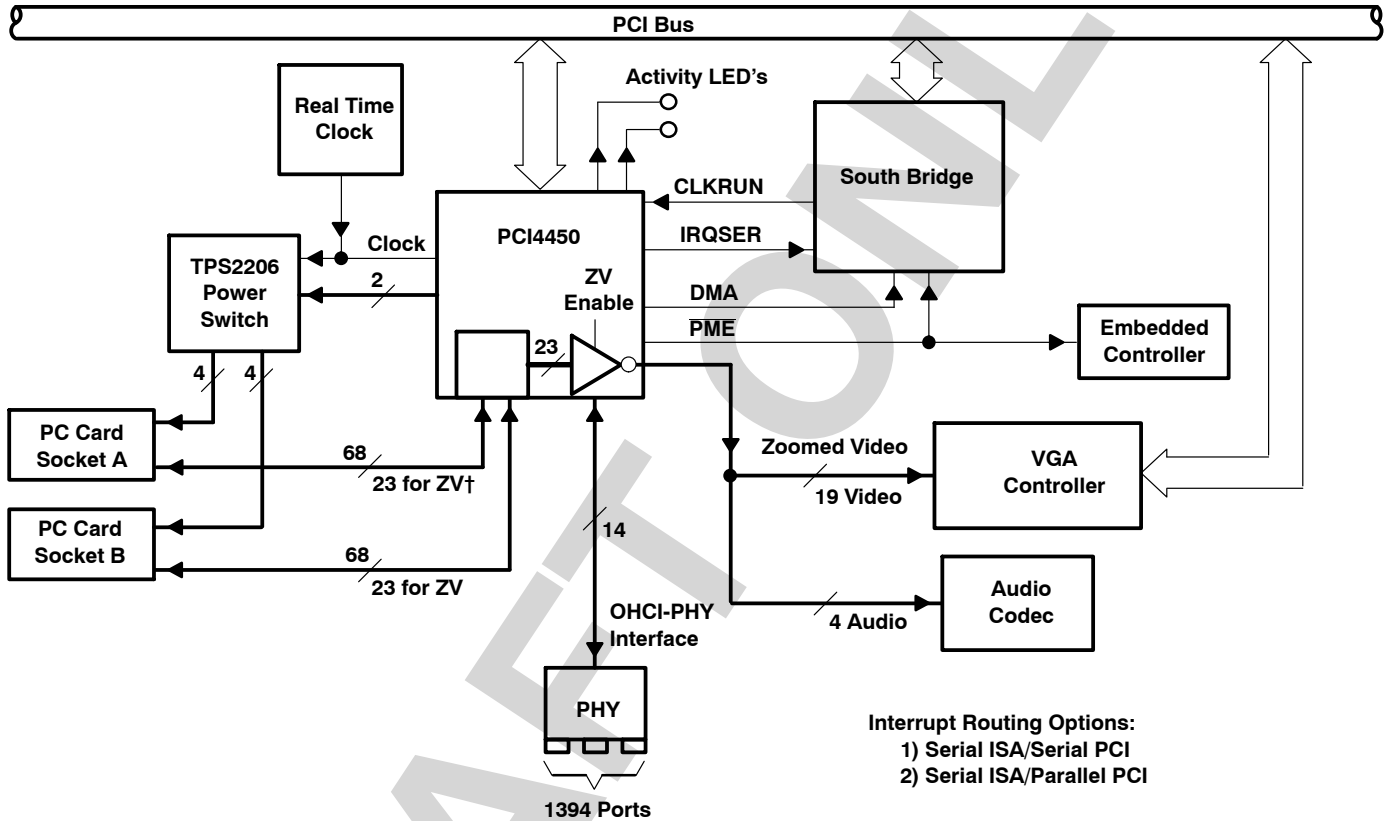 PCI Bus
Activity LED's
Real Time
Clock
South Bridge
CLKRUN
PCI4450
IRQSER
Clock
TPS2206
Power
Switch
2
ZV
Enable
DMA
PME
23
Embedded
Controller
4
4
PC Card
Socket A
68
23 for ZV†
Zoomed Video
19 Video
VGA
Controller
PC Card
Socket B
68
23 for ZV
14
OHCI-PHY
Interface
4 Audio
Audio
Codec
PHY
1394 Ports
Interrupt Routing Options:
1) Serial ISA/Serial PCI
2) Serial ISA/Parallel PCI